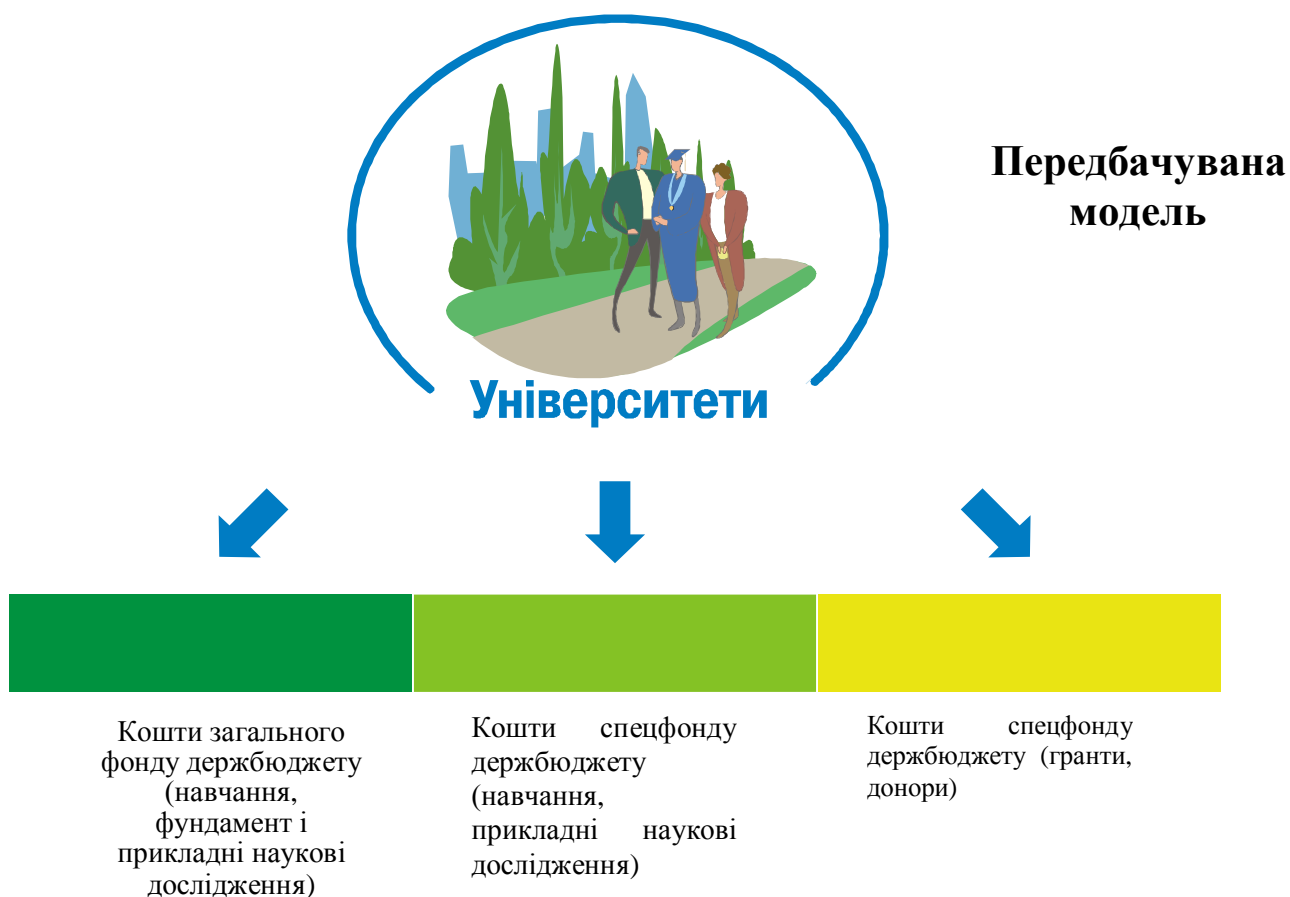 Передбачувана
модель
Університети
Кошти загального
фонду держбюджету
(навчання,
фундамент і
прикладні наукові
дослідження)
Кошти спецфонду
держбюджету
(навчання,
прикладні наукові
дослідження)
Кошти спецфонду
держбюджету (гранти,
донори)